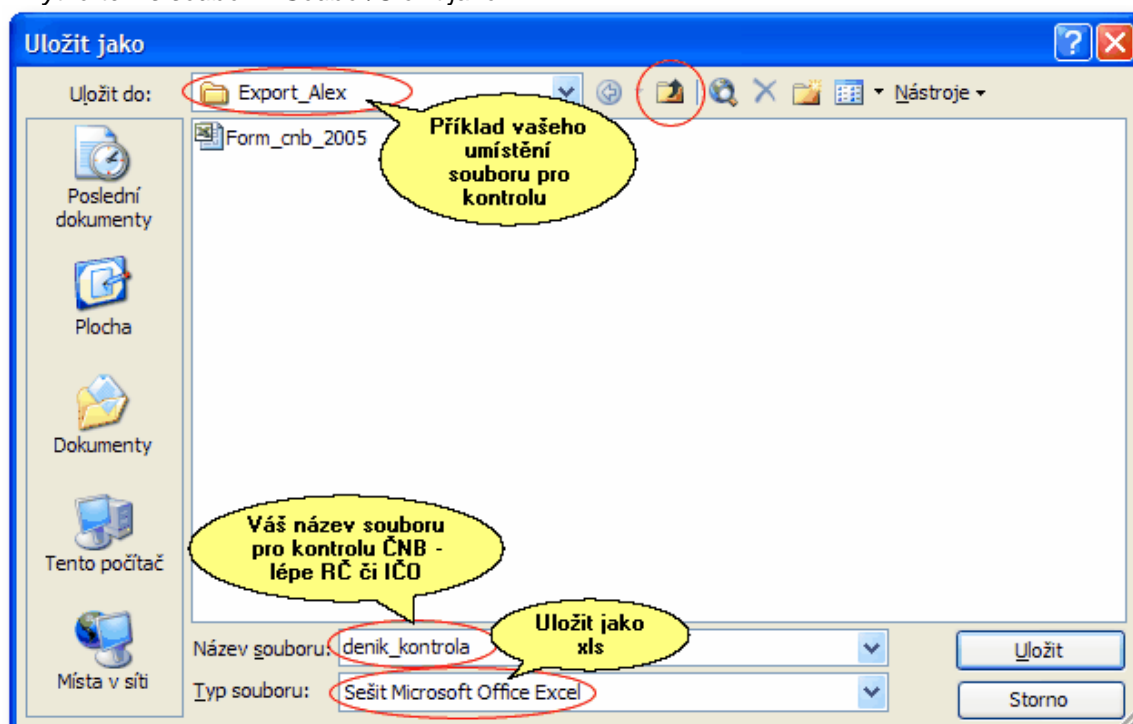 Uložit jako
Uložit do:
Export_Alex
Nástroje
Form_cnb_2005
Příklad vašeho
umístění
souboru pro
kontrolu
Poslední
dokumenty
Plocha
Dokumenty
Tento počítač
Místa v síti
Váš název souboru
pro kontrolu ČNB -
lépe RČ či IČO
Uložit jako
xls
Název souboru:
denik_kontrola
Uložit
Typ souboru:
Sešit Microsoft Office Excel
Storno